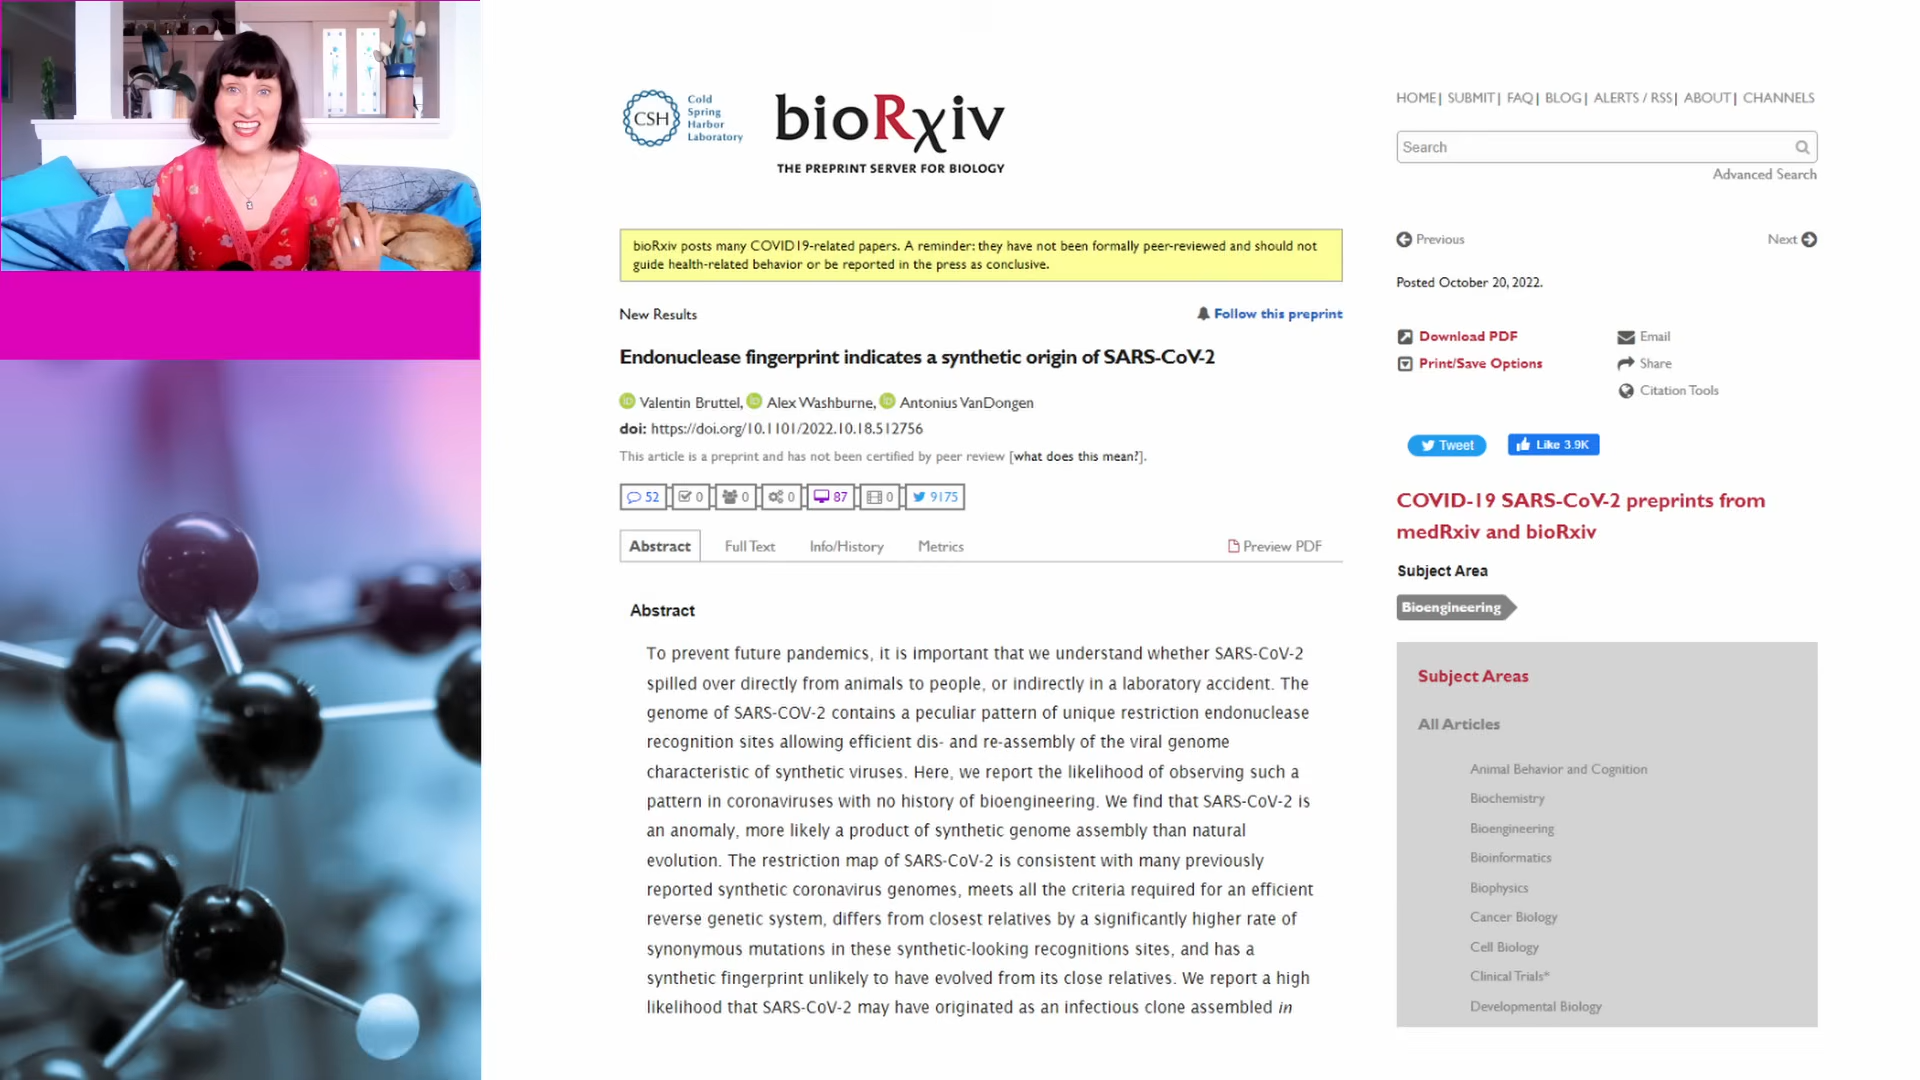 CSH
Cold
Spring
Harbor
Laboratory
bioRχiv
THE PREPRINT SERVER FOR BIOLOGY
HOME| SUBMIT| FAQ| BLOG| ALERTS / RSS| ABOUT| CHANNELS
Search
Advanced Search
bioRxiv posts many COVID19-related papers. A reminder: they have not been formally peer-reviewed and should not
guide health-related behavior or be reported in the press as conclusive.
Previous
Next
Posted October 20, 2022.
New Results
Follow this preprint
Download PDF
Email
Print/Save Options
Share
Citation Tools
Endonuclease fingerprint indicates a synthetic origin of SARS-CoV-2
iD Valentin Bruttel, iD Alex Washburne, iD Antonius VanDongen
doi: https://doi.org/10.1101/2022.10.18.512756
This article is a preprint and has not been certified by peer review [what does this mean?].
Tweet
Like 3.9K
52 0 0 0 87 0 9175
COVID-19 SARS-CoV-2 preprints from
medRxiv and bioRxiv
Abstract Full Text Info/History Metrics Preview PDF
Subject Area
Bioengineering
Abstract
To prevent future pandemics, it is important that we understand whether SARS-CoV-2
spilled over directly from animals to people, or indirectly in a laboratory accident. The
genome of SARS-COV-2 contains a peculiar pattern of unique restriction endonuclease
recognition sites allowing efficient dis- and re-assembly of the viral genome
characteristic of synthetic viruses. Here, we report the likelihood of observing such a
pattern in coronaviruses with no history of bioengineering. We find that SARS-CoV-2 is
an anomaly, more likely a product of synthetic genome assembly than natural
evolution. The restriction map of SARS-CoV-2 is consistent with many previously
reported synthetic coronavirus genomes, meets all the criteria required for an efficient
reverse genetic system, differs from closest relatives by a significantly higher rate of
synonymous mutations in these synthetic-looking recognitions sites, and has a
synthetic fingerprint unlikely to have evolved from its close relatives. We report a high
likelihood that SARS-CoV-2 may have originated as an infectious clone assembled in
Subject Areas
All Articles
Animal Behavior and Cognition
Biochemistry
Bioengineering
Bioinformatics
Biophysics
Cancer Biology
Cell Biology
Clinical Trials*
Developmental Biology